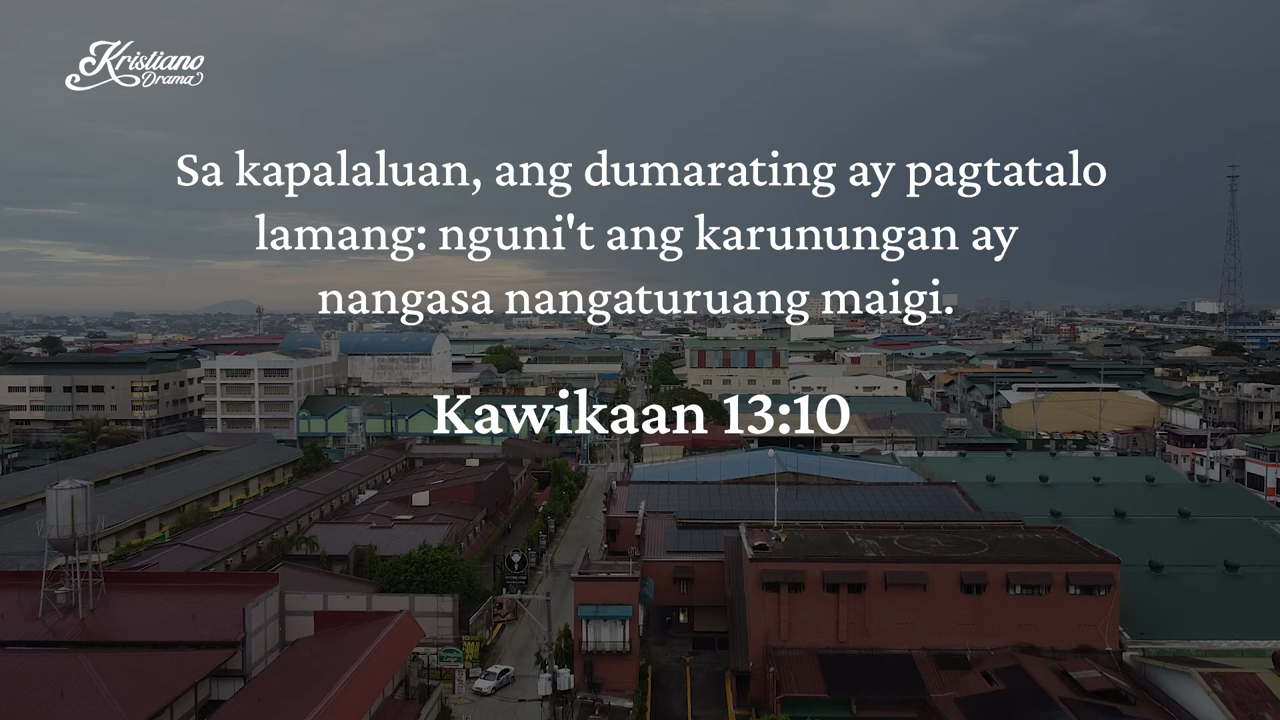 Kristiano
Drama
Sa kapalaluan, ang dumarating ay pagtatalo
lamang: nguni't ang karunungan ay
nangasa nangaturuang maigi.
Kawikaan 13:10